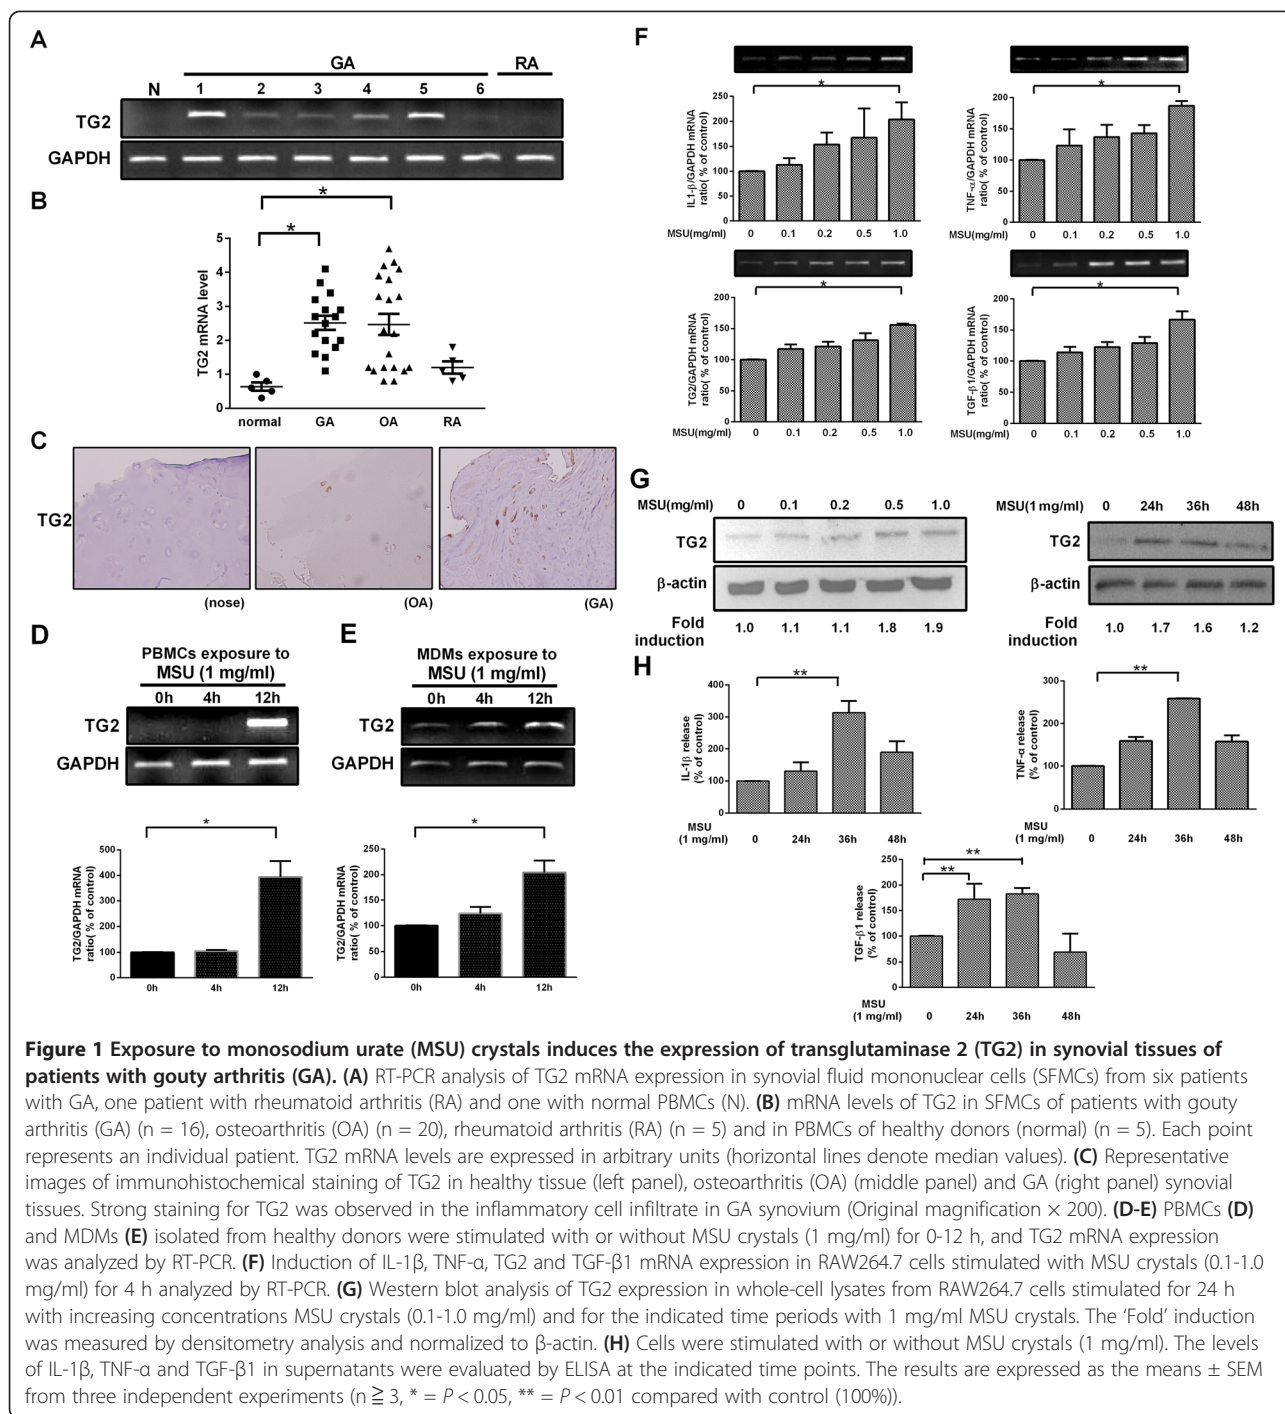 A
GA
RA
N 1 2 3 4 5 6
TG2
GAPDH
B
*
*
TG2 mRNA level
5
4
3
2
1
0
normal GA OA RA
C
TG2
(nose) (OA) (GA)
D
PBMCs exposure to
MSU (1 mg/ml)
0h 4h 12h
TG2
GAPDH
*
TG2/GAPDH mRNA
ratio( % of control)
500
400
300
200
100
0
0h 4h 12h
E
MDMs exposure to
MSU (1 mg/ml)
0h 4h 12h
TG2
GAPDH
*
TG2/GAPDH mRNA
ratio( % of control)
250
200
150
100
50
0
0h 4h 12h
F
*
IL1-β/GAPDH mRNA
ratio( % of control)
250
200
150
100
50
0
MSU(mg/ml) 0 0.1 0.2 0.5 1.0
*
TNF-α/GAPDH mRNA
ratio( % of control)
200
150
100
50
0
MSU(mg/ml) 0 0.1 0.2 0.5 1.0
*
TG2/GAPDH mRNA
ratio( % of control)
200
150
100
50
0
MSU(mg/ml) 0 0.1 0.2 0.5 1.0
*
TGF-β1/GAPDH mRNA
ratio( % of control)
200
150
100
50
0
MSU(mg/ml) 0 0.1 0.2 0.5 1.0
G
MSU(mg/ml) 0 0.1 0.2 0.5 1.0
TG2
β-actin
Fold
induction 1.0 1.1 1.1 1.8 1.9
MSU(1 mg/ml) 0 24h 36h 48h
TG2
β-actin
Fold
induction 1.0 1.7 1.6 1.2
H
**
IL-1β release
(% of control)
400
300
200
100
0
MSU
(1 mg/ml) 0 24h 36h 48h
**
TNF-α release
(% of control)
300
250
200
150
100
50
0
MSU
(1 mg/ml) 0 24h 36h 48h
**
**
TGF-β1 release
(% of control)
250
200
150
100
50
0
MSU
(1 mg/ml) 0 24h 36h 48h
Figure 1 Exposure to monosodium urate (MSU) crystals induces the expression of transglutaminase 2 (TG2) in synovial tissues of
patients with gouty arthritis (GA). (A) RT-PCR analysis of TG2 mRNA expression in synovial fluid mononuclear cells (SFMCs) from six patients
with GA, one patient with rheumatoid arthritis (RA) and one with normal PBMCs (N). (B) mRNA levels of TG2 in SFMCs of patients with gouty
arthritis (GA) (n = 16), osteoarthritis (OA) (n = 20), rheumatoid arthritis (RA) (n = 5) and in PBMCs of healthy donors (normal) (n = 5). Each point
represents an individual patient. TG2 mRNA levels are expressed in arbitrary units (horizontal lines denote median values). (C) Representative
images of immunohistochemical staining of TG2 in healthy tissue (left panel), osteoarthritis (OA) (middle panel) and GA (right panel) synovial
tissues. Strong staining for TG2 was observed in the inflammatory cell infiltrate in GA synovium (Original magnification × 200). (D-E) PBMCs (D)
and MDMs (E) isolated from healthy donors were stimulated with or without MSU crystals (1 mg/ml) for 0-12 h, and TG2 mRNA expression
was analyzed by RT-PCR. (F) Induction of IL-1β, TNF-α, TG2 and TGF-β1 mRNA expression in RAW264.7 cells stimulated with MSU crystals (0.1-1.0
mg/ml) for 4 h analyzed by RT-PCR. (G) Western blot analysis of TG2 expression in whole-cell lysates from RAW264.7 cells stimulated for 24 h
with increasing concentrations MSU crystals (0.1-1.0 mg/ml) and for the indicated time periods with 1 mg/ml MSU crystals. The ‘Fold’ induction
was measured by densitometry analysis and normalized to β-actin. (H) Cells were stimulated with or without MSU crystals (1 mg/ml). The levels
of IL-1β, TNF-α and TGF-β1 in supernatants were evaluated by ELISA at the indicated time points. The results are expressed as the means ± SEM
from three independent experiments (n ≧ 3, * = P < 0.05, ** = P < 0.01 compared with control (100%)).